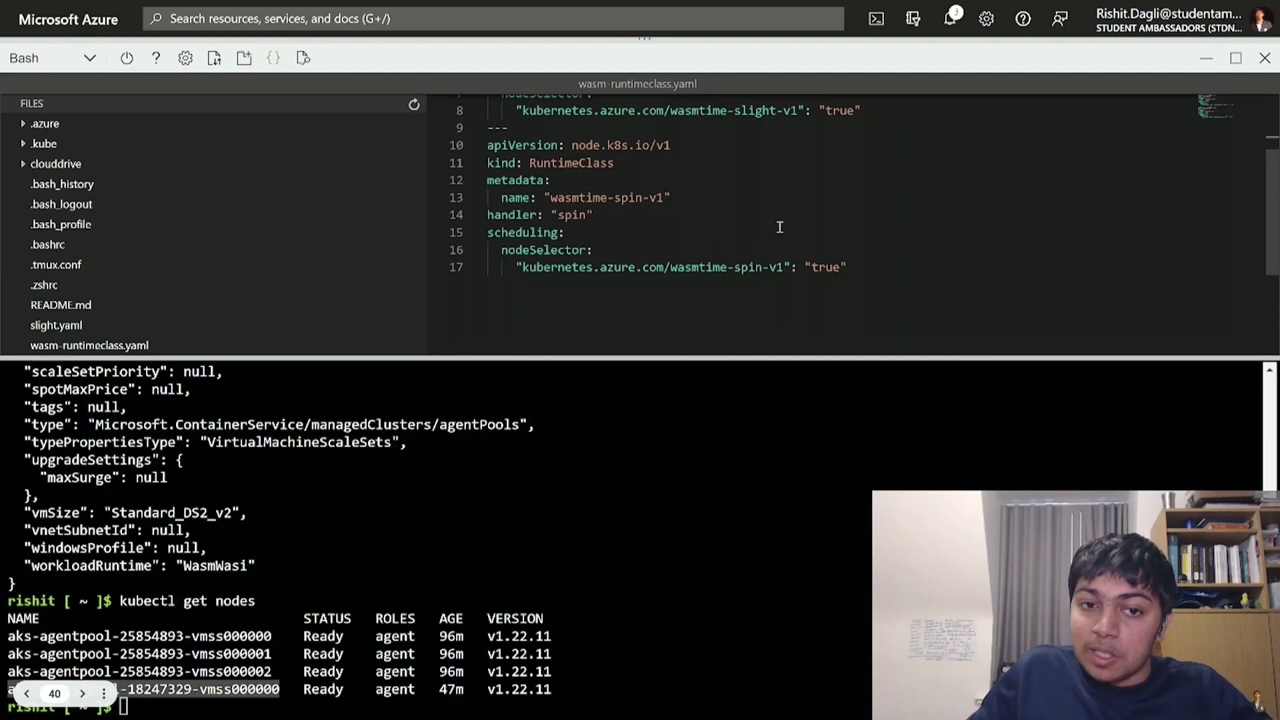 Microsoft Azure
Search resources, services, and docs (G+/)
3
Rishit.Dagli@studentam...
STUDENT AMBASSADORS (STDN...
Bash
wasm-runtimeclass.yaml
FILES
.azure
.kube
clouddrive
.bash_history
.bash_logout
.bash_profile
.bashrc
.tmux.conf
.zshrc
README.md
slight.yaml
wasm-runtimeclass.yaml
nodeSelector:
8 "kubernetes.azure.com/wasmtime-slight-v1": "true"
9 ---
10 apiVersion: node.k8s.io/v1
11 kind: RuntimeClass
12 metadata:
13 name: "wasmtime-spin-v1"
14 handler: "spin"
15 scheduling:
16 nodeSelector:
17 "kubernetes.azure.com/wasmtime-spin-v1": "true"
"scaleSetPriority": null,
"spotMaxPrice": null,
"tags": null,
"type": "Microsoft.ContainerService/managedClusters/agentPools",
"typePropertiesType": "VirtualMachineScaleSets",
"upgradeSettings": {
"maxSurge": null
},
"vmSize": "Standard_DS2_v2",
"vnetSubnetId": null,
"windowsProfile": null,
"workloadRuntime": "WasmWasi"
}
rishit [ ~ ]$ kubectl get nodes
NAME STATUS ROLES AGE VERSION
aks-agentpool-25854893-vmss000000 Ready agent 96m v1.22.11
aks-agentpool-25854893-vmss000001 Ready agent 96m v1.22.11
aks-agentpool-25854893-vmss000002 Ready agent 96m v1.22.11
-18247329-vmss000000 Ready agent 47m v1.22.11
40
rishit [ ~ ]$